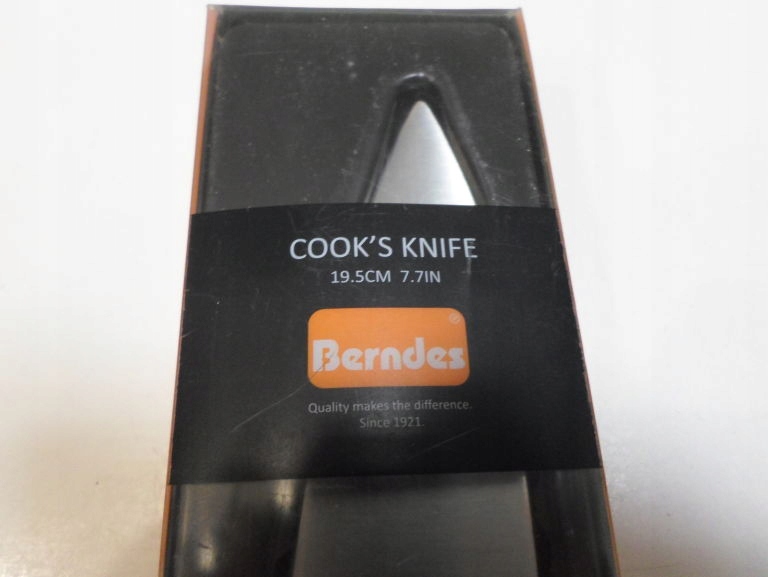 COOK'S KNIFE
19.5CM 7.7IN
Berndes
®
Quality makes the difference.
Since 1921.